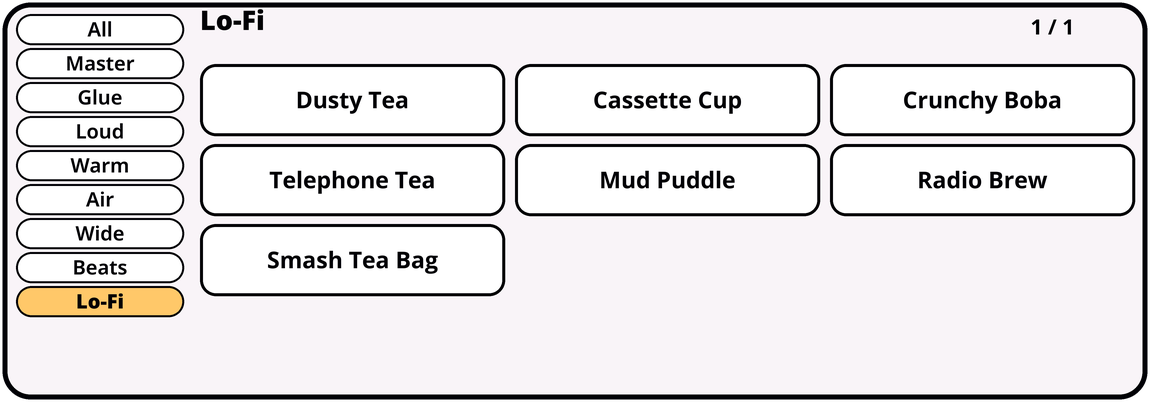 All
Master
Glue
Loud
Warm
Air
Wide
Beats
Lo-Fi
Lo-Fi
1 / 1
Dusty Tea
Cassette Cup
Crunchy Boba
Telephone Tea
Mud Puddle
Radio Brew
Smash Tea Bag